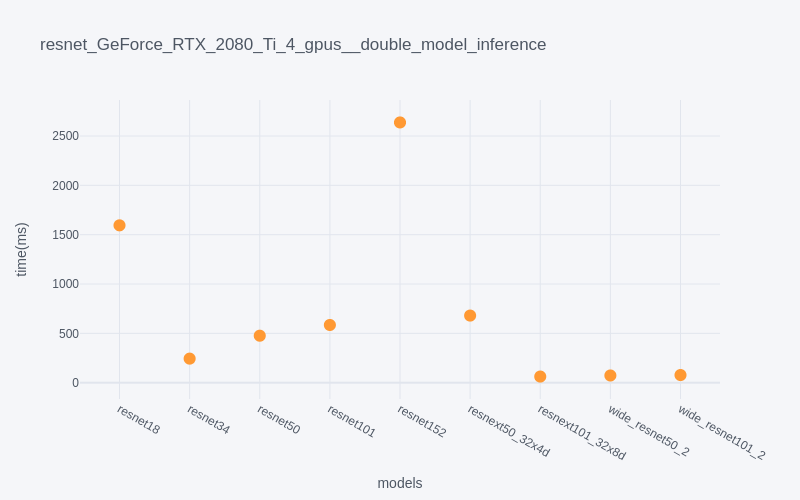 resnet_GeForce_RTX_2080_Ti_4_gpus__double_model_inference
2500
2000
1500
1000
500
0
time(ms)
resnet18
resnet34
resnet50
resnet101
resnet152
resnext50_32x4d
resnext101_32x8d
wide_resnet50_2
wide_resnet101_2
models